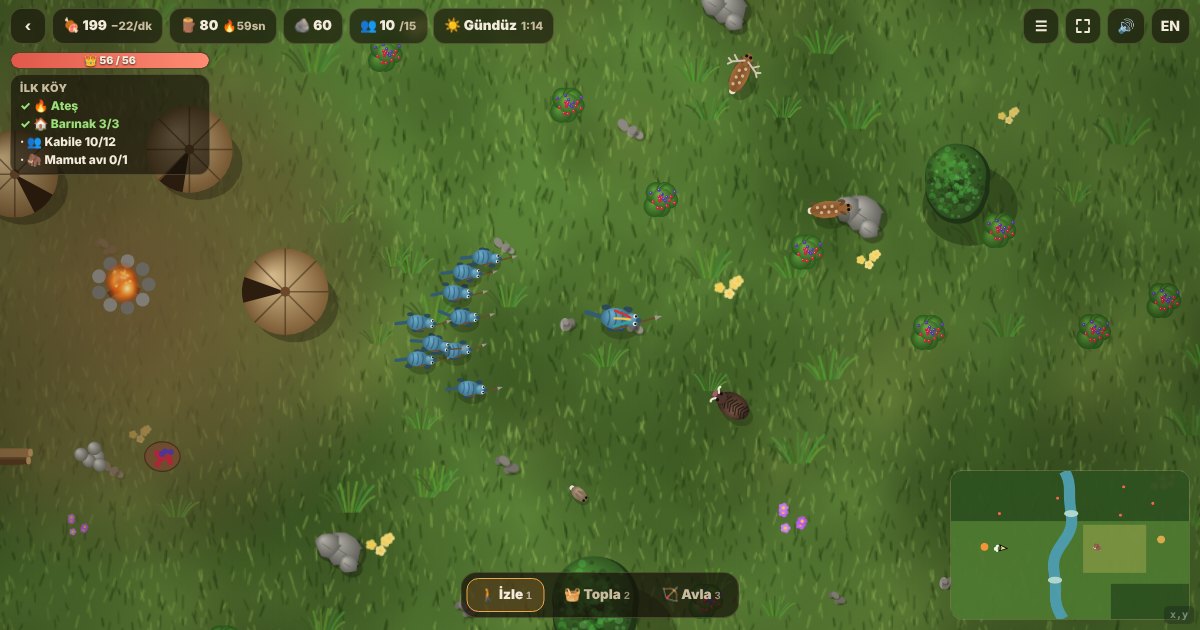 199 −22/dk
80 59sn
60
10 /15
Gündüz 1:14
EN
56 / 56
İLK KÖY
Ateş
Barınak 3/3
Kabile 10/12
Mamut avı 0/1
İzle 1
Topla 2
Avla 3
x,y